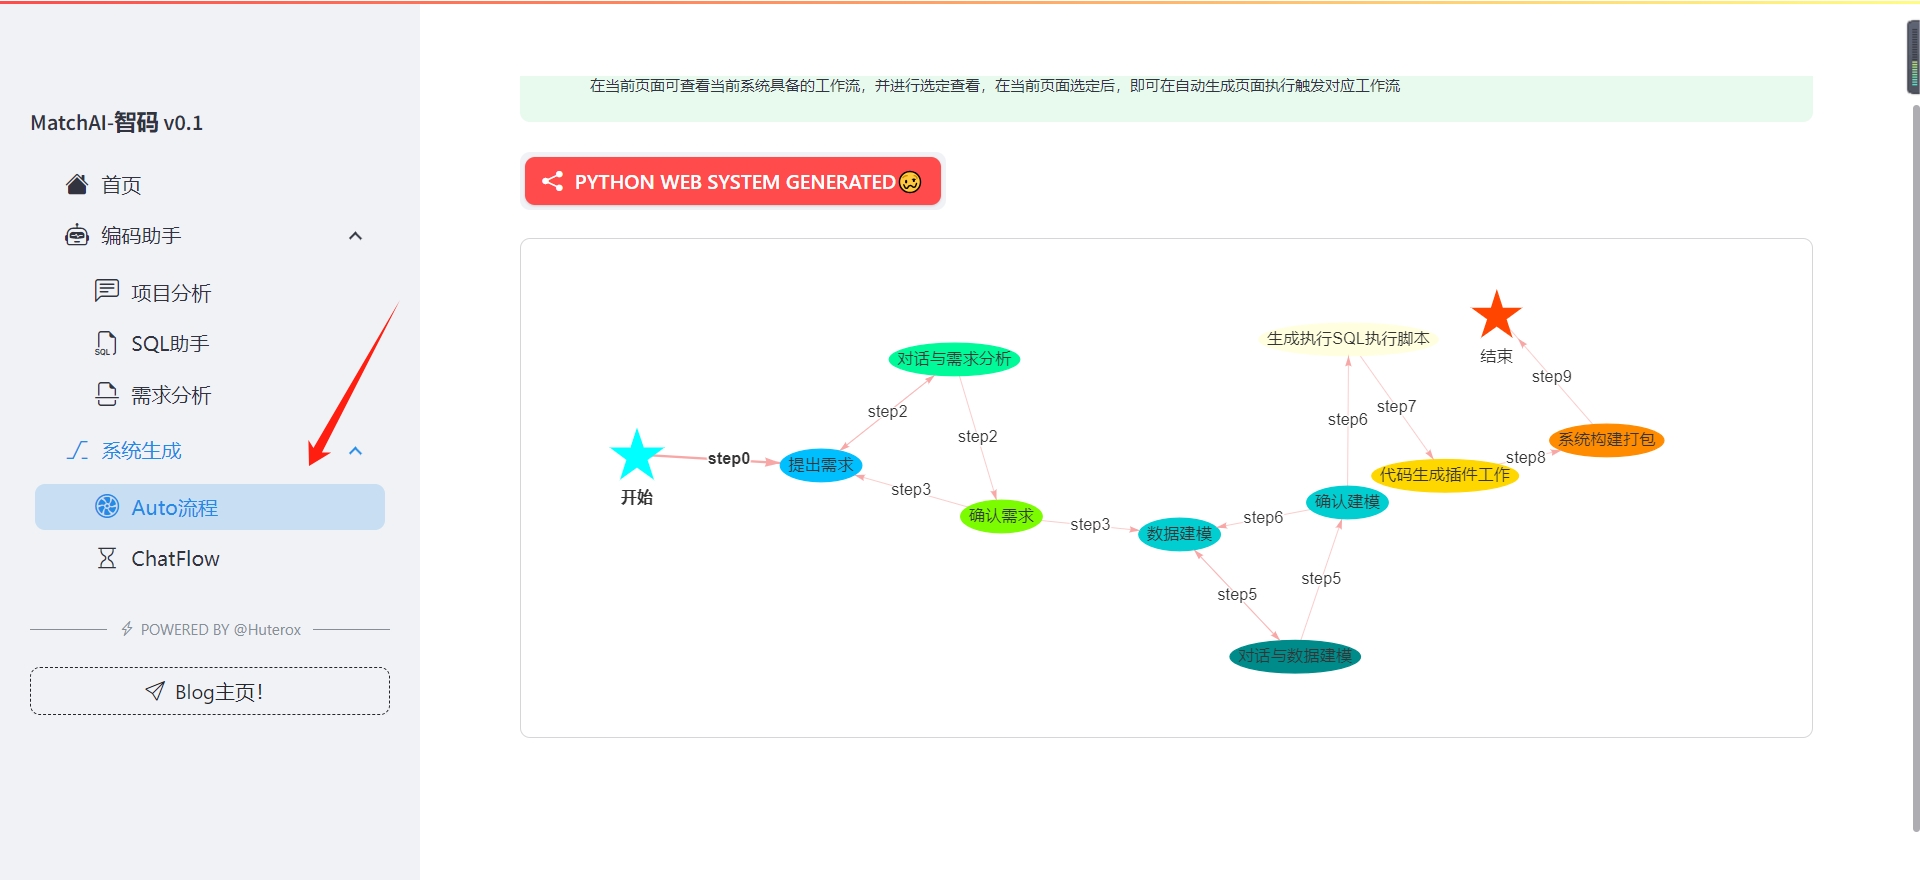 MatchAI-智码 v0.1
首页
编码助手
项目分析
SQL
SQL助手
需求分析
系统生成
Auto流程
ChatFlow
POWERED BY @Huterox
Blog主页!
在当前页面可查看当前系统具备的工作流，并进行选定查看，在当前页面选定后，即可在自动生成页面执行触发对应工作流
PYTHON WEB SYSTEM GENERATED🥴
开始
step0
提出需求
step2
对话与需求分析
step2
step3
确认需求
step3
数据建模
step5
对话与数据建模
step5
step6
确认建模
step6
生成执行SQL执行脚本
step7
代码生成插件工作
step8
系统构建打包
step9
结束